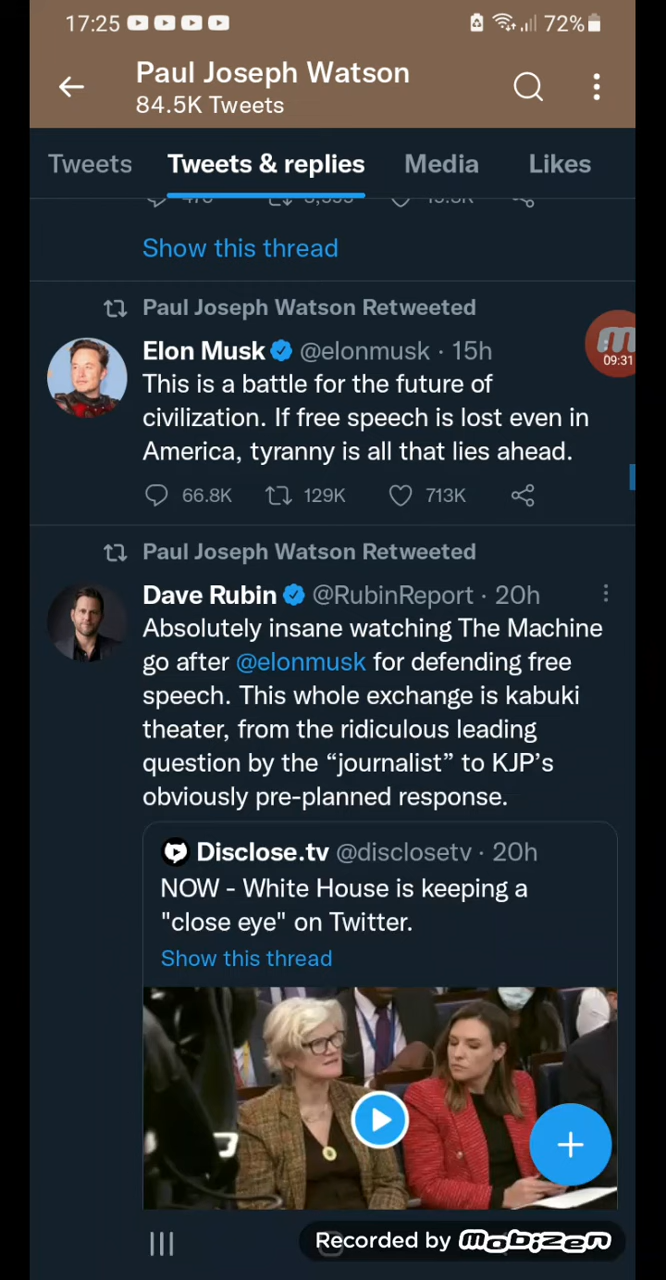 17:25
72%
Paul Joseph Watson
84.5K Tweets
Tweets
Tweets & replies
Media
Likes
Show this thread
Paul Joseph Watson Retweeted
Elon Musk @elonmusk · 15h
09:31
This is a battle for the future of
civilization. If free speech is lost even in
America, tyranny is all that lies ahead.
66.8K 129K 713K
Paul Joseph Watson Retweeted
Dave Rubin @RubinReport · 20h
Absolutely insane watching The Machine
go after @elonmusk for defending free
speech. This whole exchange is kabuki
theater, from the ridiculous leading
question by the “journalist” to KJP’s
obviously pre-planned response.
Disclose.tv @disclosetv · 20h
NOW - White House is keeping a
"close eye" on Twitter.
Show this thread
Recorded by mobizen